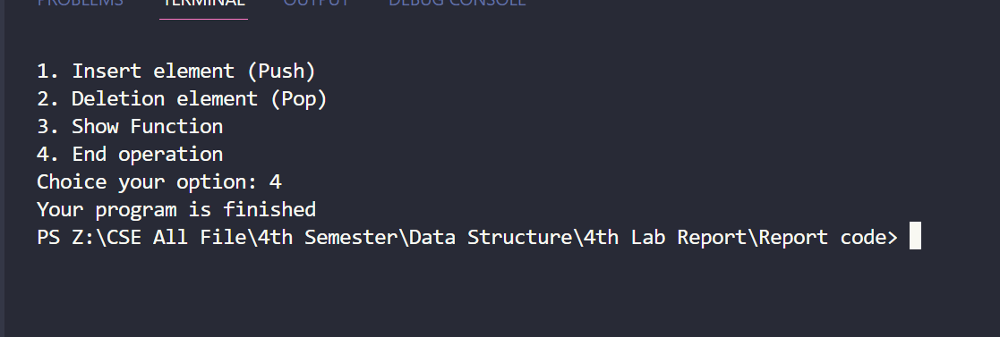 PROBLEMS TERMINAL OUTPUT DEBUG CONSOLE
1. Insert element (Push)
2. Deletion element (Pop)
3. Show Function
4. End operation
Choice your option: 4
Your program is finished
PS Z:\CSE All File\4th Semester\Data Structure\4th Lab Report\Report code>